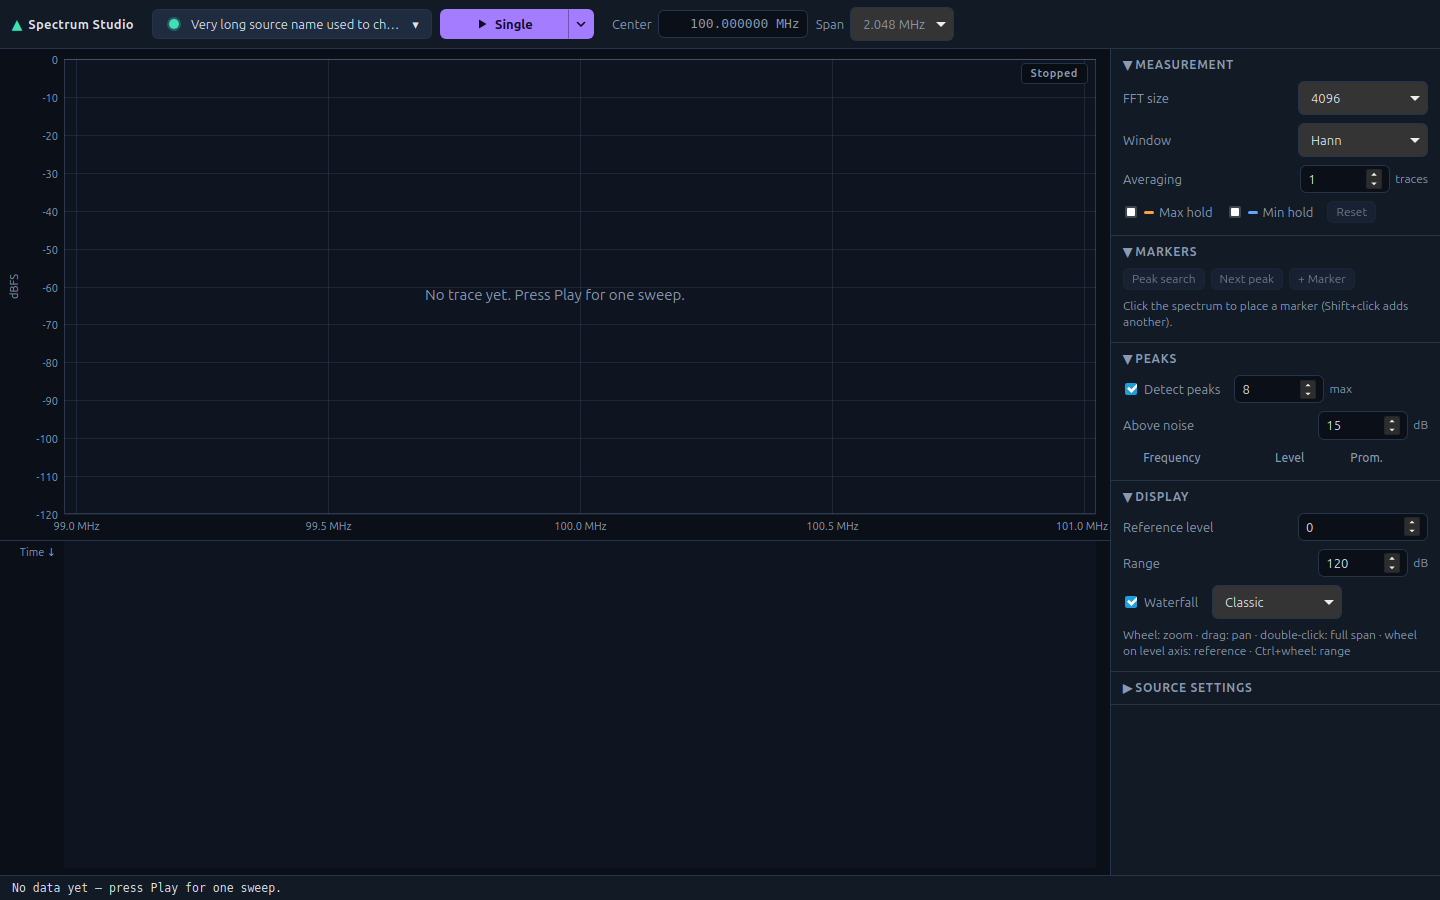 ▲ Spectrum Studio
Very long source name used to ch… ▼
Single
Center 100.000000 MHz
Span 2.048 MHz
Stopped
0
-10
-20
-30
-40
-50
-60
-70
-80
-90
-100
-110
-120
dBFS
No trace yet. Press Play for one sweep.
99.0 MHz 99.5 MHz 100.0 MHz 100.5 MHz 101.0 MHz
Time ↓
▼ MEASUREMENT
FFT size 4096
Window Hann
Averaging 1 traces
Max hold Min hold Reset
▼ MARKERS
Peak search Next peak + Marker
Click the spectrum to place a marker (Shift+click adds
another).
▼ PEAKS
Detect peaks 8 max
Above noise 15 dB
Frequency Level Prom.
▼ DISPLAY
Reference level 0
Range 120 dB
Waterfall Classic
Wheel: zoom · drag: pan · double-click: full span · wheel
on level axis: reference · Ctrl+wheel: range
▶ SOURCE SETTINGS
No data yet — press Play for one sweep.